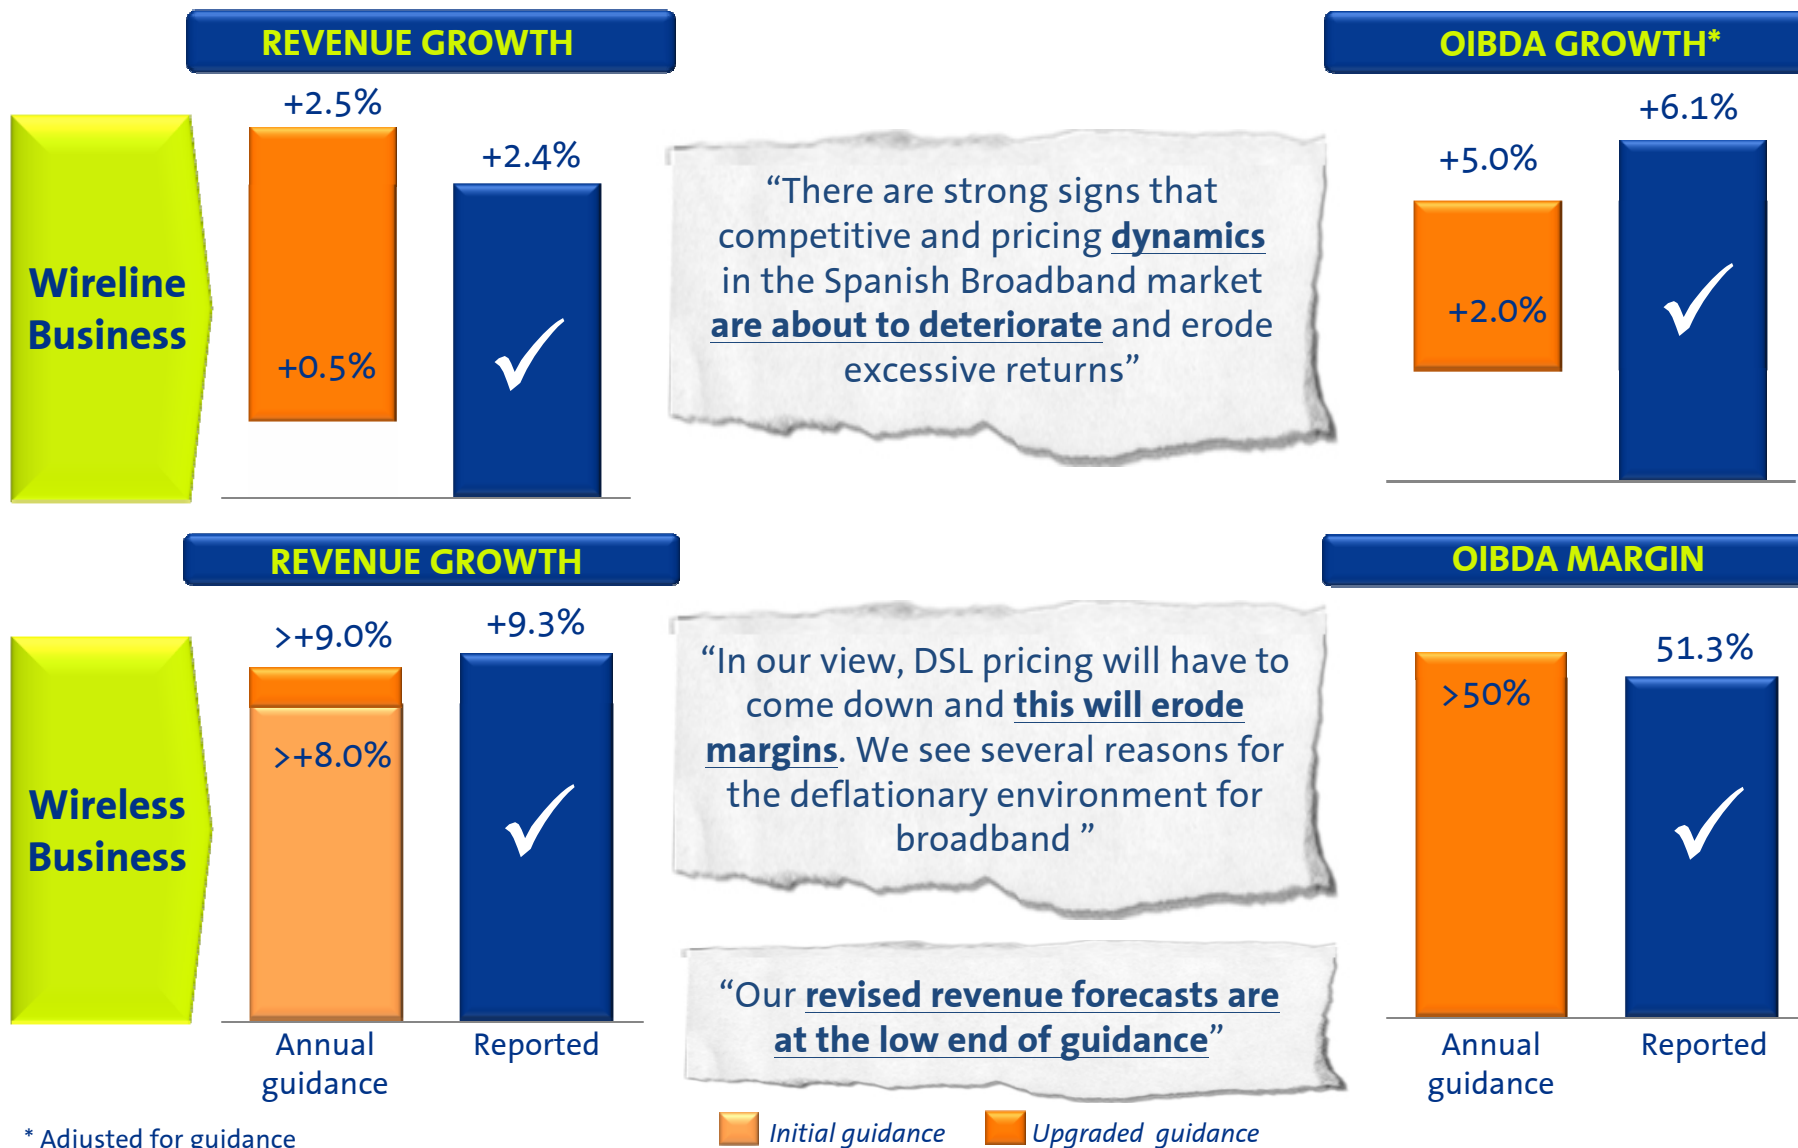 REVENUE GROWTH
OIBDA GROWTH*
Wireline
Business
+2.5%
+0.5%
+2.4%
“There are strong signs that
competitive and pricing dynamics
in the Spanish Broadband market
are about to deteriorate and erode
excessive returns”
+5.0%
+2.0%
+6.1%
REVENUE GROWTH
OIBDA MARGIN
Wireless
Business
>+9.0%
>+8.0%
+9.3%
Annual
guidance
Reported
“In our view, DSL pricing will have to
come down and this will erode
margins. We see several reasons for
the deflationary environment for
broadband ”
“Our revised revenue forecasts are
at the low end of guidance”
>50%
51.3%
Annual
guidance
Reported
* Adjusted for guidance
Initial guidance
Upgraded guidance